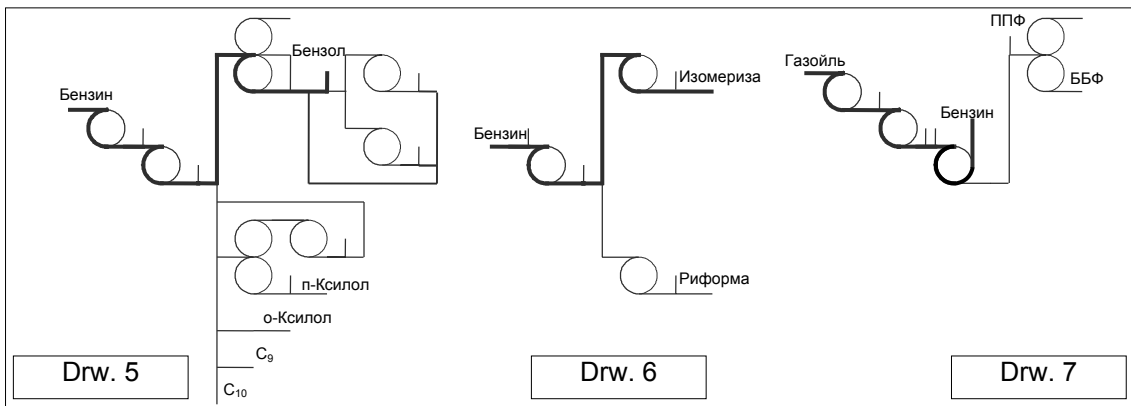 Бензин
Бензол
п-Ксилол
о-Ксилол
C₉
C₁₀
Drw. 5
Бензин
Изомериза
Риформа
Drw. 6
Газойль
Бензин
ППФ
ББФ
Drw. 7